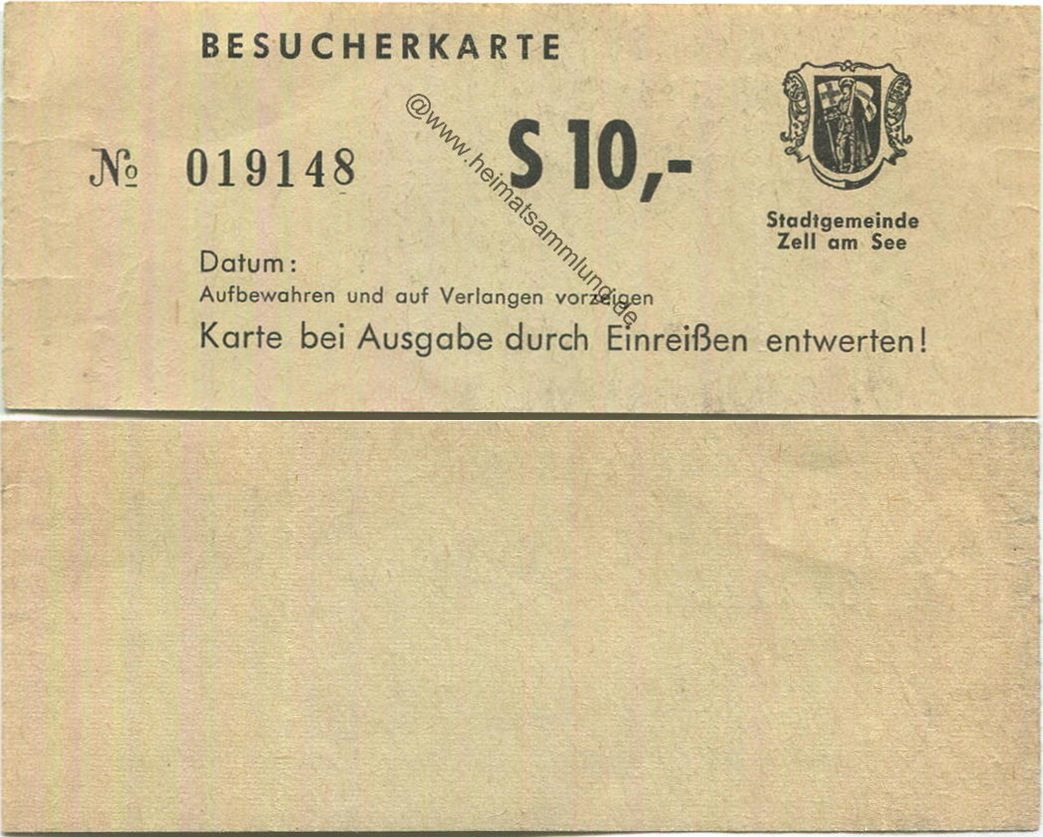 BESUCHERKARTE
№ 019148
S 10,-
Stadtgemeinde
Zell am See
Datum:
Aufbewahren und auf Verlangen vorzeigen
Karte bei Ausgabe durch Einreißen entwerten!
@www.heimatsammlung.de